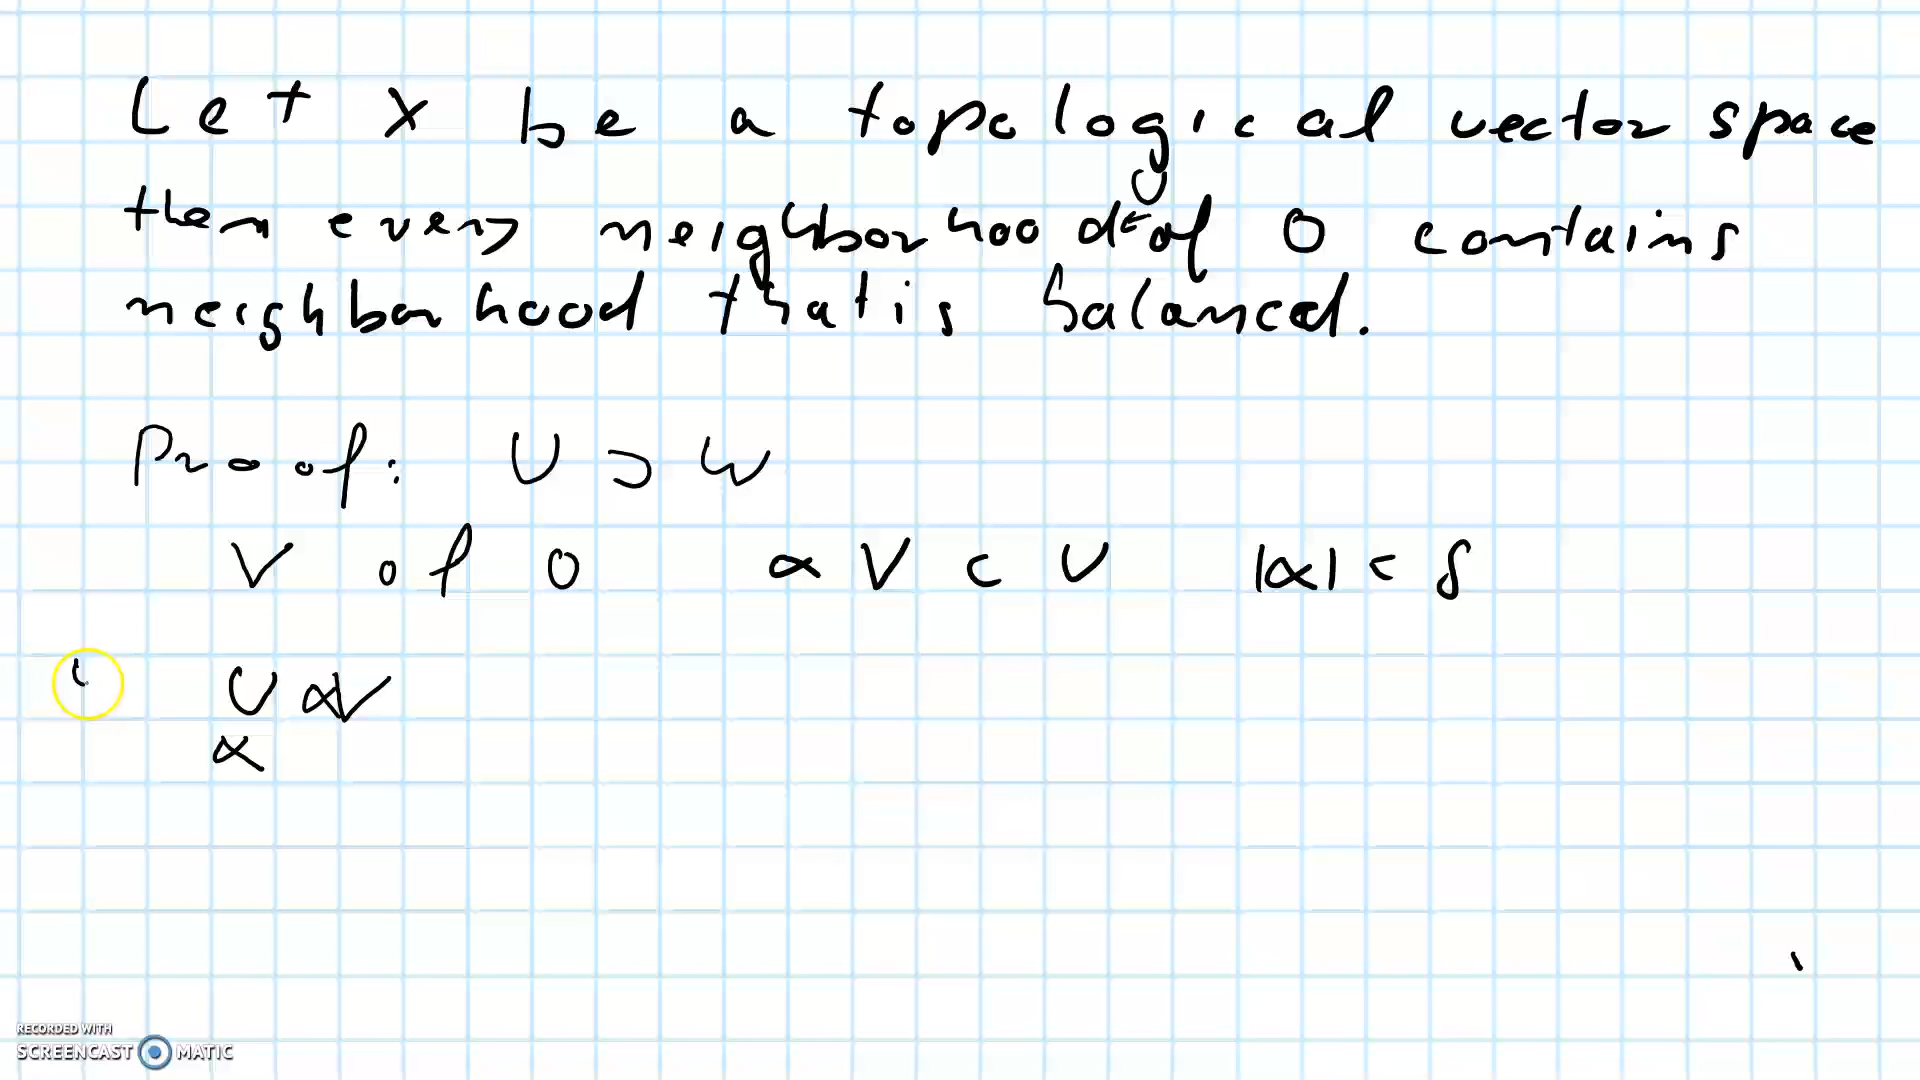 Let X be a topological vector space
then every neighborhood U of 0 contains
neighborhood that is balanced.
Proof: U ⊃ W
V of 0 αV ⊂ U |α| < δ
∪ αV
α
RECORDED WITH
SCREENCAST MATIC